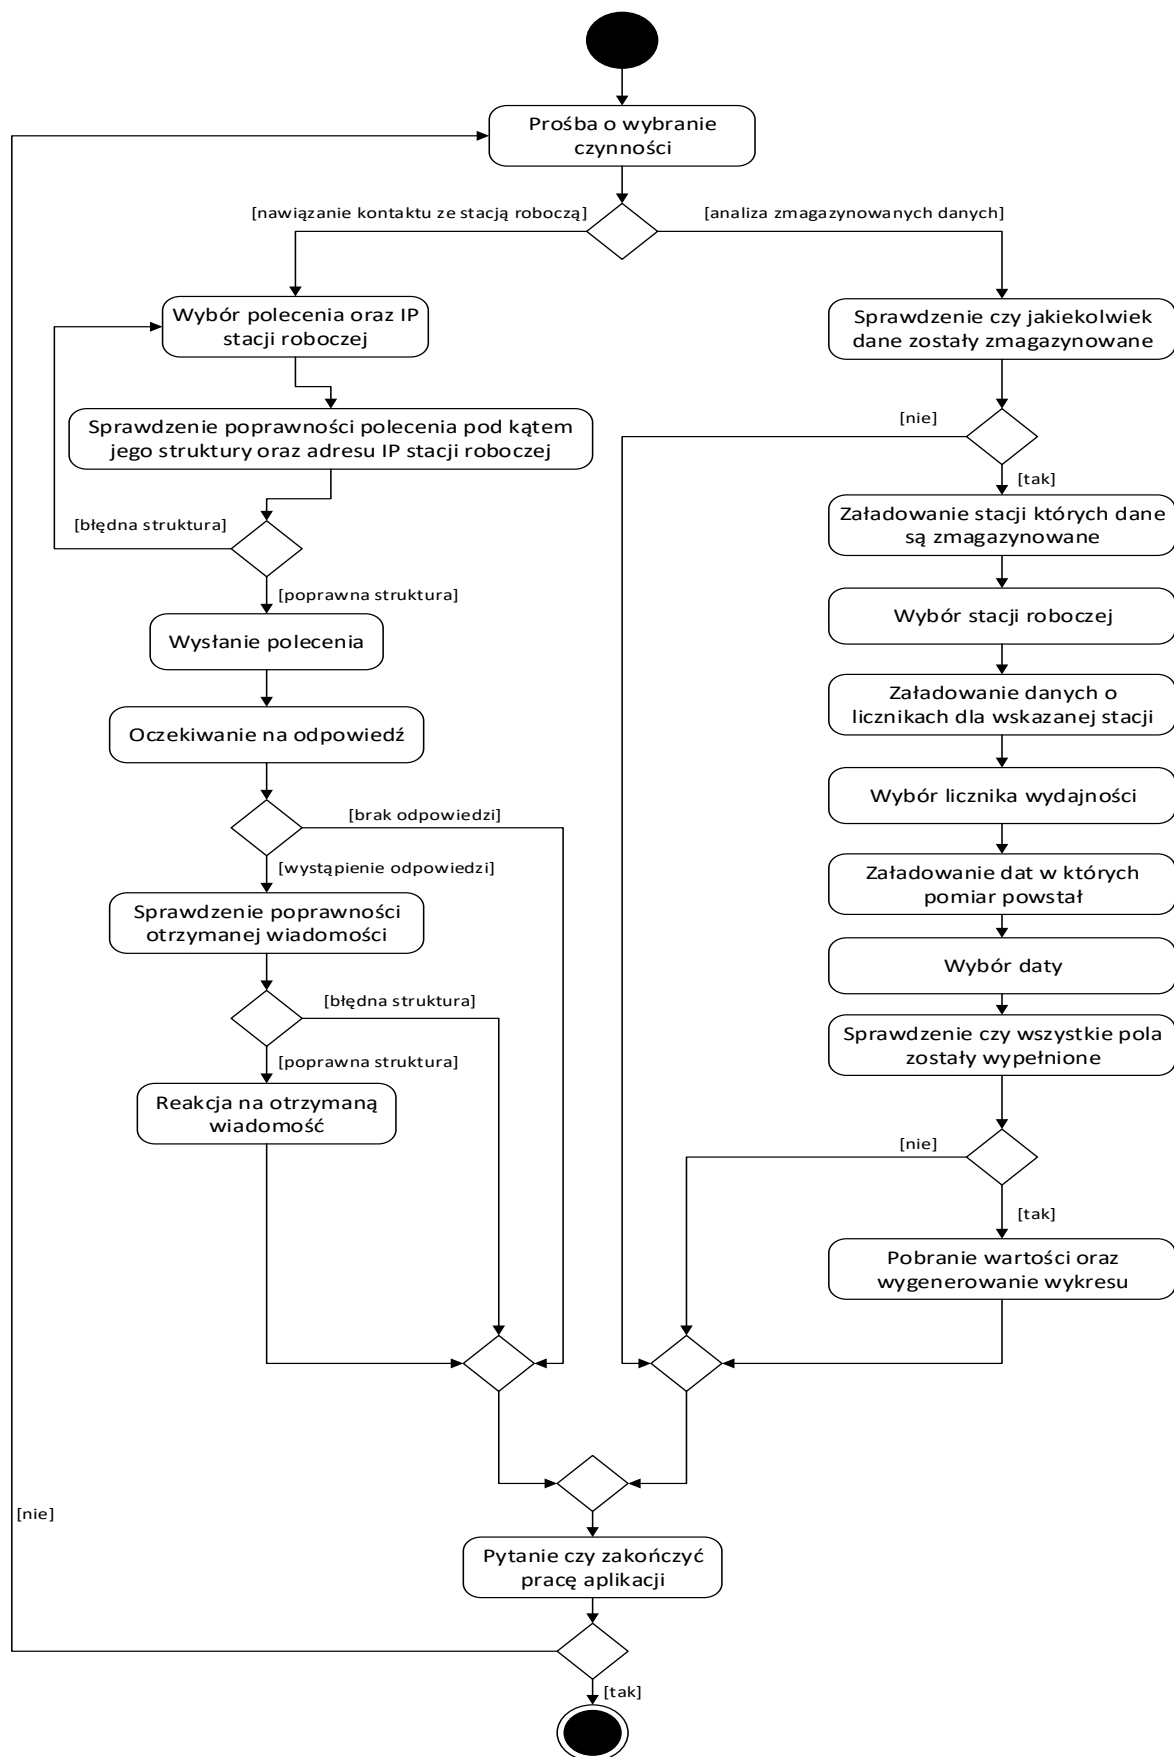 Prośba o wybranie
czynności
[nawiązanie kontaktu ze stacją roboczą]
[analiza zmagazynowanych danych]
Wybór polecenia oraz IP
stacji roboczej
Sprawdzenie poprawności polecenia pod kątem
jego struktury oraz adresu IP stacji roboczej
[błędna struktura]
[poprawna struktura]
Wysłanie polecenia
Oczekiwanie na odpowiedź
[brak odpowiedzi]
[wystąpienie odpowiedzi]
Sprawdzenie poprawności
otrzymanej wiadomości
[błędna struktura]
[poprawna struktura]
Reakcja na otrzymaną
wiadomość
Sprawdzenie czy jakiekolwiek
dane zostały zmagazynowane
[nie]
[tak]
Załadowanie stacji których dane
są zmagazynowane
Wybór stacji roboczej
Załadowanie danych o
licznikach dla wskazanej stacji
Wybór licznika wydajności
Załadowanie dat w których
pomiar powstał
Wybór daty
Sprawdzenie czy wszystkie pola
zostały wypełnione
[nie]
[tak]
Pobranie wartości oraz
wygenerowanie wykresu
Pytanie czy zakończyć
pracę aplikacji
[nie]
[tak]